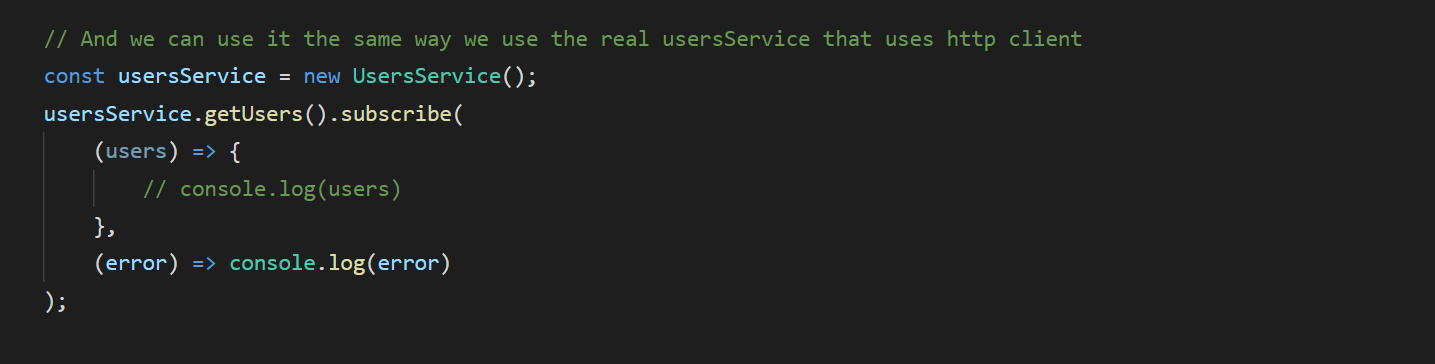 // And we can use it the same way we use the real usersService that uses http client
const usersService = new UsersService();
usersService.getUsers().subscribe(
    (users) => {
        // console.log(users)
    },
    (error) => console.log(error)
);